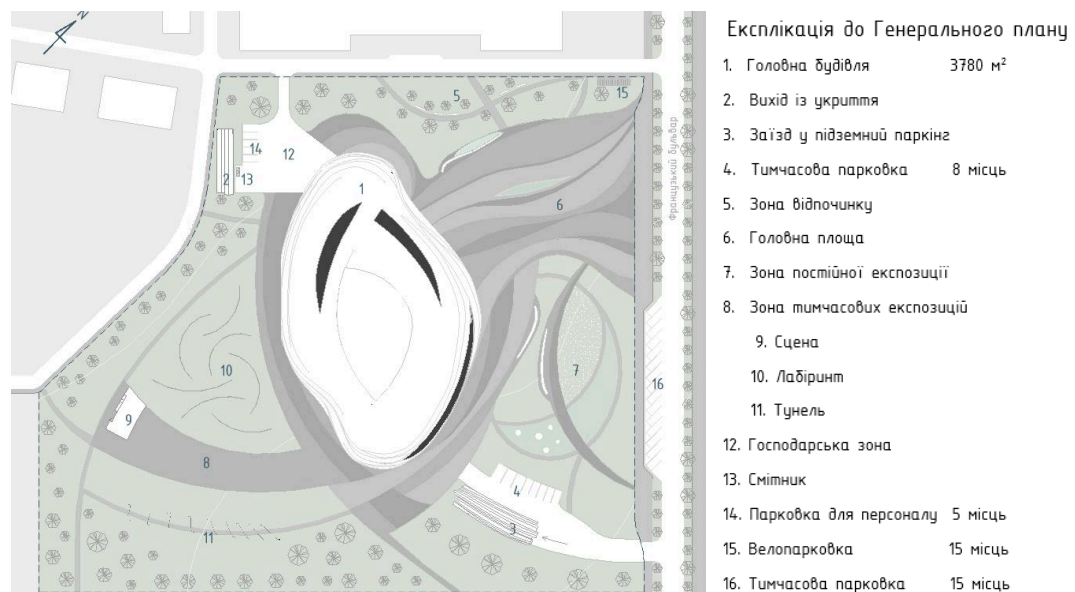 Експлікація до Генерального плану
1. Головна будівля 3780 м²
2. Вихід із укриття
3. Заїзд у підземний паркінг
4. Тимчасова парковка 8 місць
5. Зона відпочинку
6. Головна площа
7. Зона постійної експозиції
8. Зона тимчасових експозицій
9. Сцена
10. Лабіринт
11. Тунель
12. Господарська зона
13. Смітник
14. Парковка для персоналу 5 місць
15. Велопарковка 15 місць
16. Тимчасова парковка 15 місць
Французький бульвар
5
15
14
12
2
13
1
6
10
7
16
9
8
4
3
11